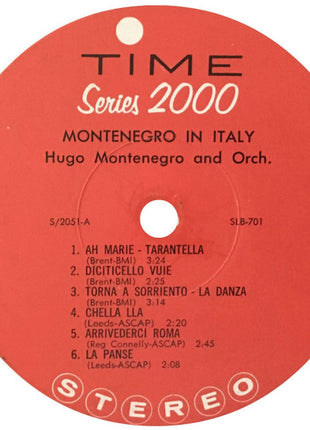 TIME
Series 2000
MONTENEGRO IN ITALY
Hugo Montenegro and Orch.
S/2051-A SLB-701
1. AH MARIE - TARANTELLA
(Brent-BMI) 3:24
2. DICITICELLO VUIE
(Brent-BMI) 2:25
3. TORNA A SORRIENTO - LA DANZA
(Brent-BMI) 3:14
4. CHELLA LLA
(Leeds-ASCAP) 2:20
5. ARRIVEDERCI ROMA
(Reg Connelly-ASCAP) 2:45
6. LA PANSE
(Leeds-ASCAP) 2:08
STEREO